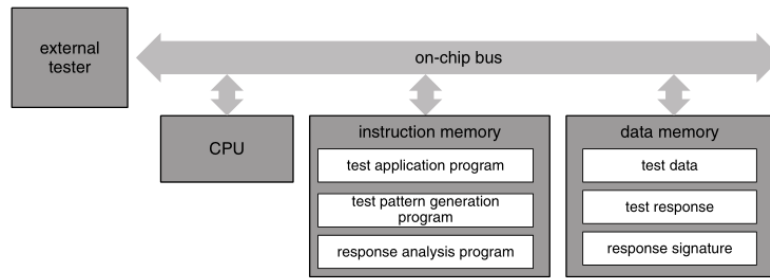 external
tester
on-chip bus
CPU
instruction memory
test application program
test pattern generation
program
response analysis program
data memory
test data
test response
response signature